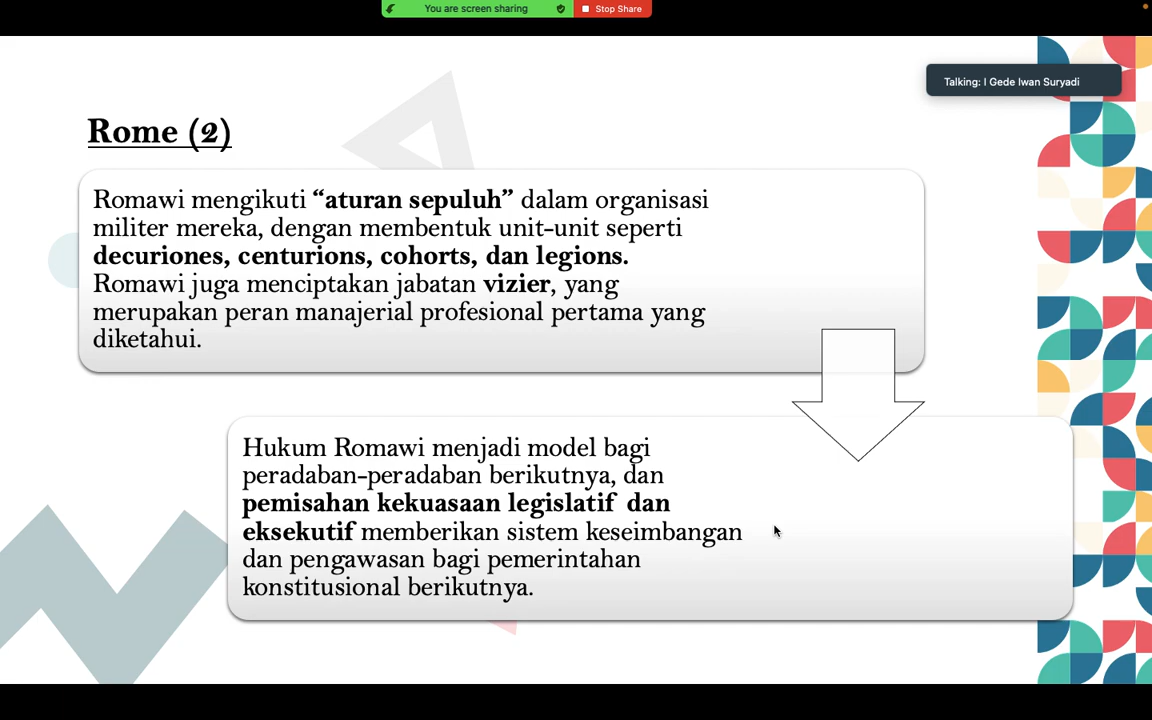 You are screen sharing
Stop Share
Talking: I Gede Iwan Suryadi
Rome (2)
Romawi mengikuti “aturan sepuluh” dalam organisasi
militer mereka, dengan membentuk unit-unit seperti
decuriones, centurions, cohorts, dan legions.
Romawi juga menciptakan jabatan vizier, yang
merupakan peran manajerial profesional pertama yang
diketahui.
Hukum Romawi menjadi model bagi
peradaban-peradaban berikutnya, dan
pemisahan kekuasaan legislatif dan
eksekutif memberikan sistem keseimbangan
dan pengawasan bagi pemerintahan
konstitusional berikutnya.